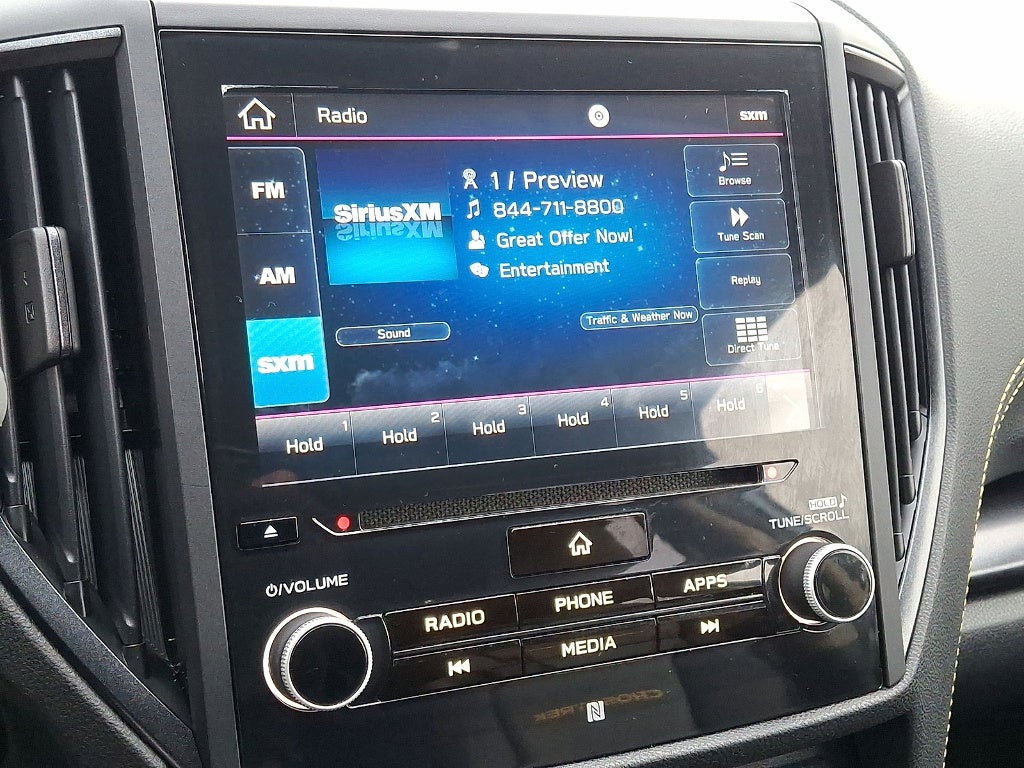 Radio
sxm
FM
SiriusXM
1 / Preview
Browse
844-711-8800
Tune Scan
AM
Great Offer Now!
Entertainment
Replay
sxm
Sound
Traffic & Weather Now
Direct Tune
1 2 3 4 5 6
Hold Hold Hold Hold Hold Hold
HOLD
TUNE/SCROLL
/VOLUME
RADIO PHONE APPS
MEDIA
N